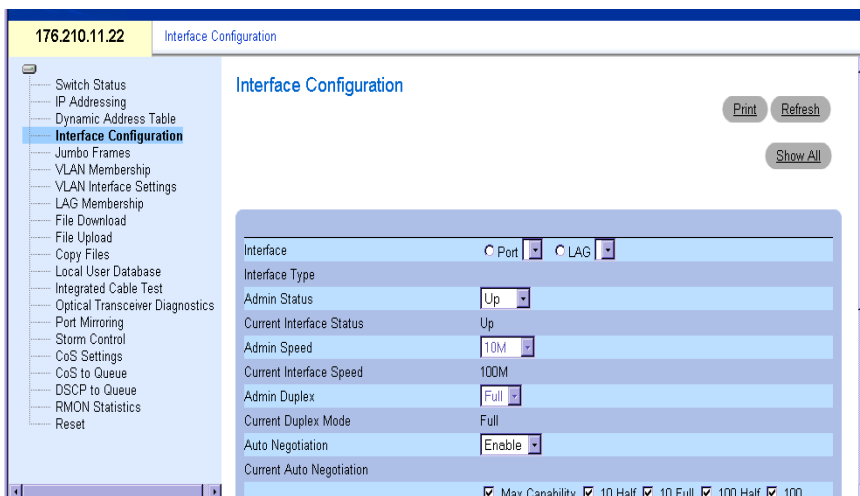 176.210.11.22
Interface Configuration
Switch Status
IP Addressing
Dynamic Address Table
Interface Configuration
Jumbo Frames
VLAN Membership
VLAN Interface Settings
LAG Membership
File Download
File Upload
Copy Files
Local User Database
Integrated Cable Test
Optical Transceiver Diagnostics
Port Mirroring
Storm Control
CoS Settings
CoS to Queue
DSCP to Queue
RMON Statistics
Reset
Interface Configuration
Print Refresh
Show All
Interface Port LAG
Interface Type
Admin Status Up
Current Interface Status Up
Admin Speed 10M
Current Interface Speed 100M
Admin Duplex Full
Current Duplex Mode Full
Auto Negotiation Enable
Current Auto Negotiation
Max Capability 10 Half 10 Full 100 Half 100